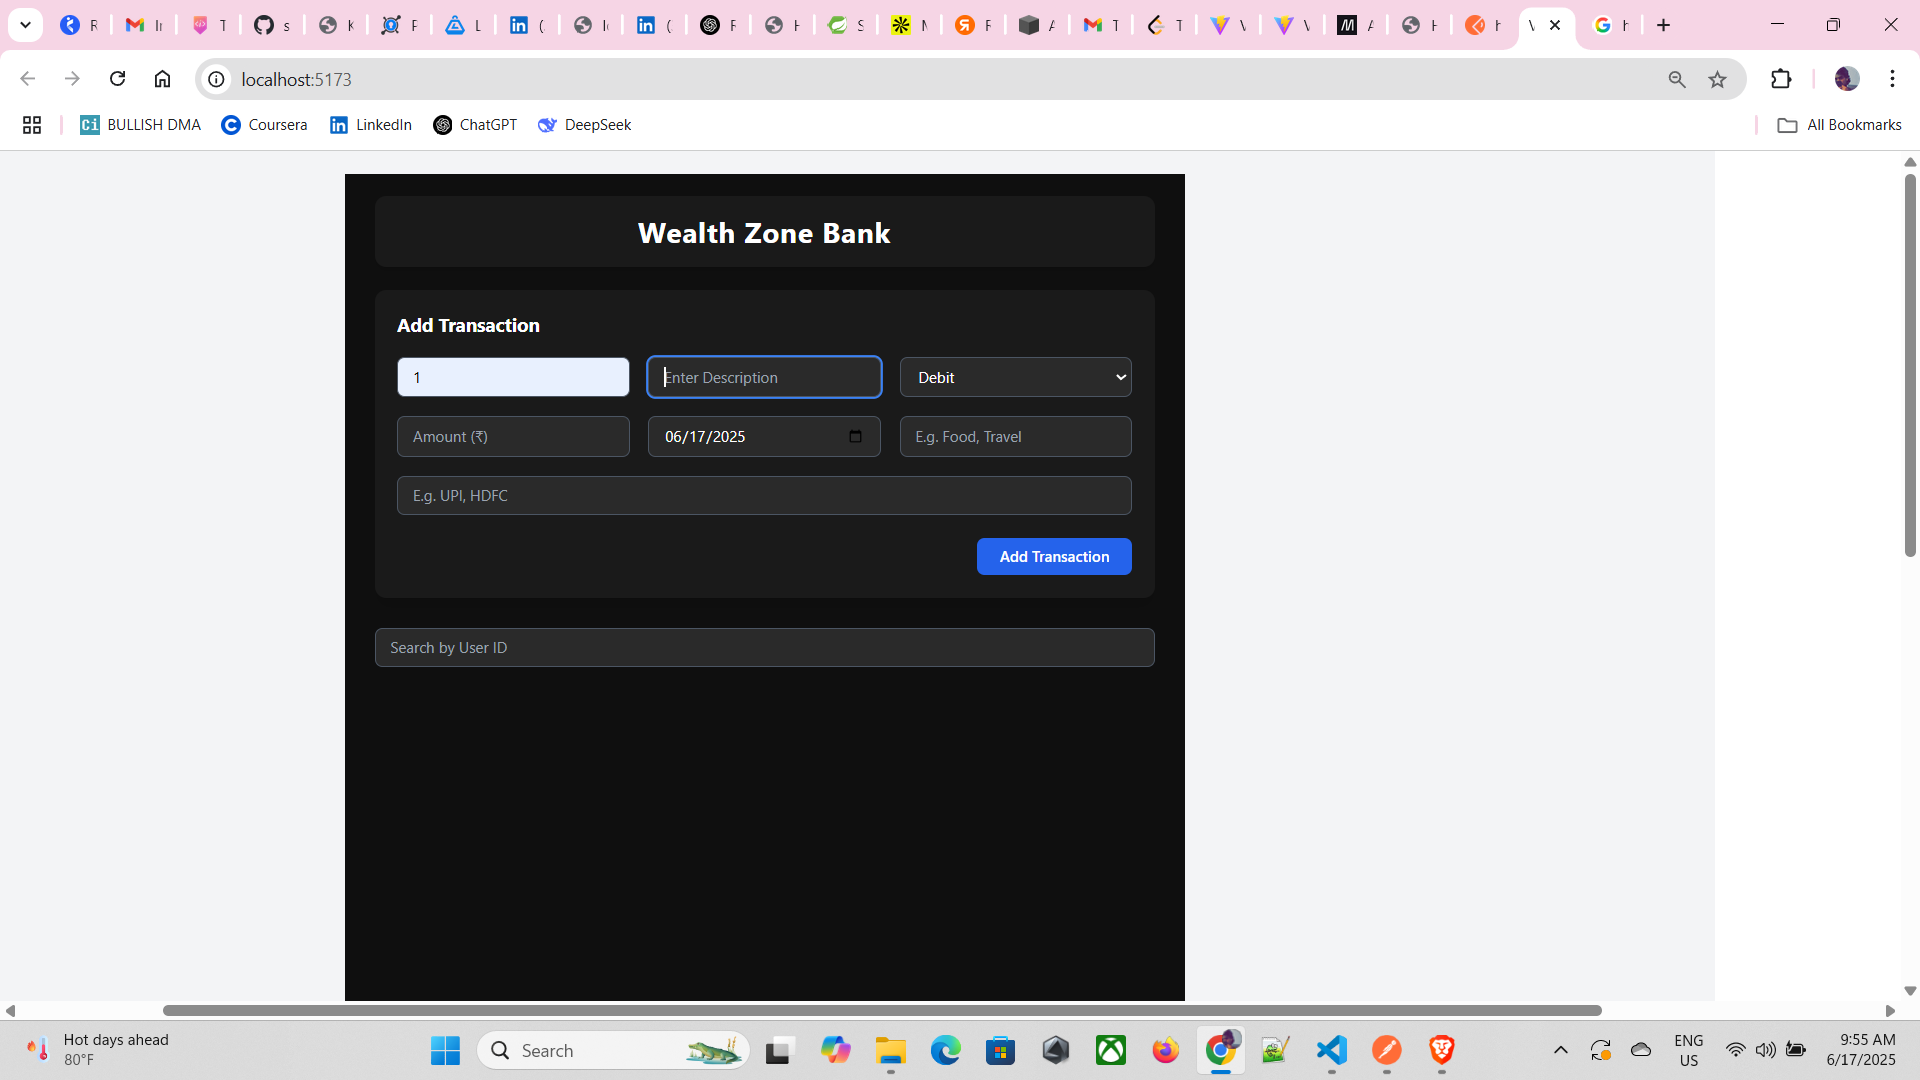 localhost:5173
BULLISH DMA
Coursera
LinkedIn
ChatGPT
DeepSeek
All Bookmarks
Wealth Zone Bank
Add Transaction
1
Enter Description
Debit
Amount (₹)
06/17/2025
E.g. Food, Travel
E.g. UPI, HDFC
Add Transaction
Search by User ID
Hot days ahead
80°F
Search
ENG
US
9:55 AM
6/17/2025